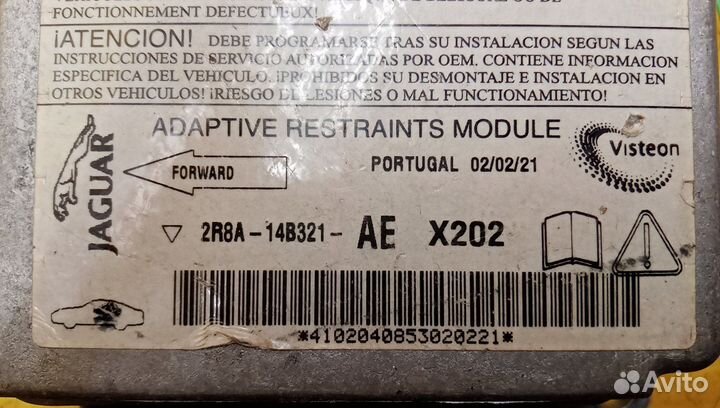 FONCTIONNEMENT DEFECTUEUX!
¡ATENCION! DEBE PROGRAMARSE TRAS SU INSTALACION SEGUN LAS
INSTRUCCIONES DE SERVICIO AUTORIZADAS POR OEM. CONTIENE INFORMACION
ESPECIFICA DEL VEHICULO. ¡PROHIBIDOS SU DESMONTAJE E INSTALACION EN
OTROS VEHICULOS! ¡RIESGO DE LESIONES O MAL FUNCIONAMIENTO!
ADAPTIVE RESTRAINTS MODULE
Visteon
JAGUAR
FORWARD
PORTUGAL 02/02/21
2R8A-14B321- AE X202
*4102040853020221*
Avito